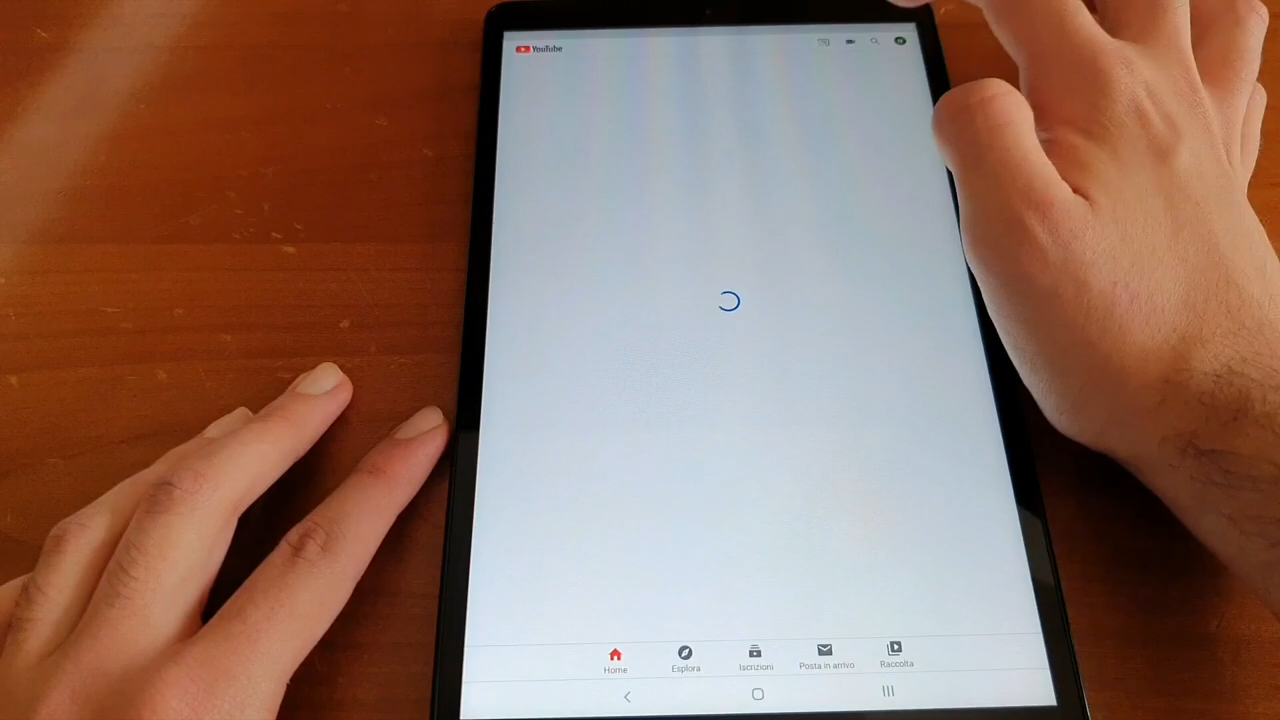 YouTube
Home
Esplora
Iscrizioni
Posta in arrivo
Raccolta